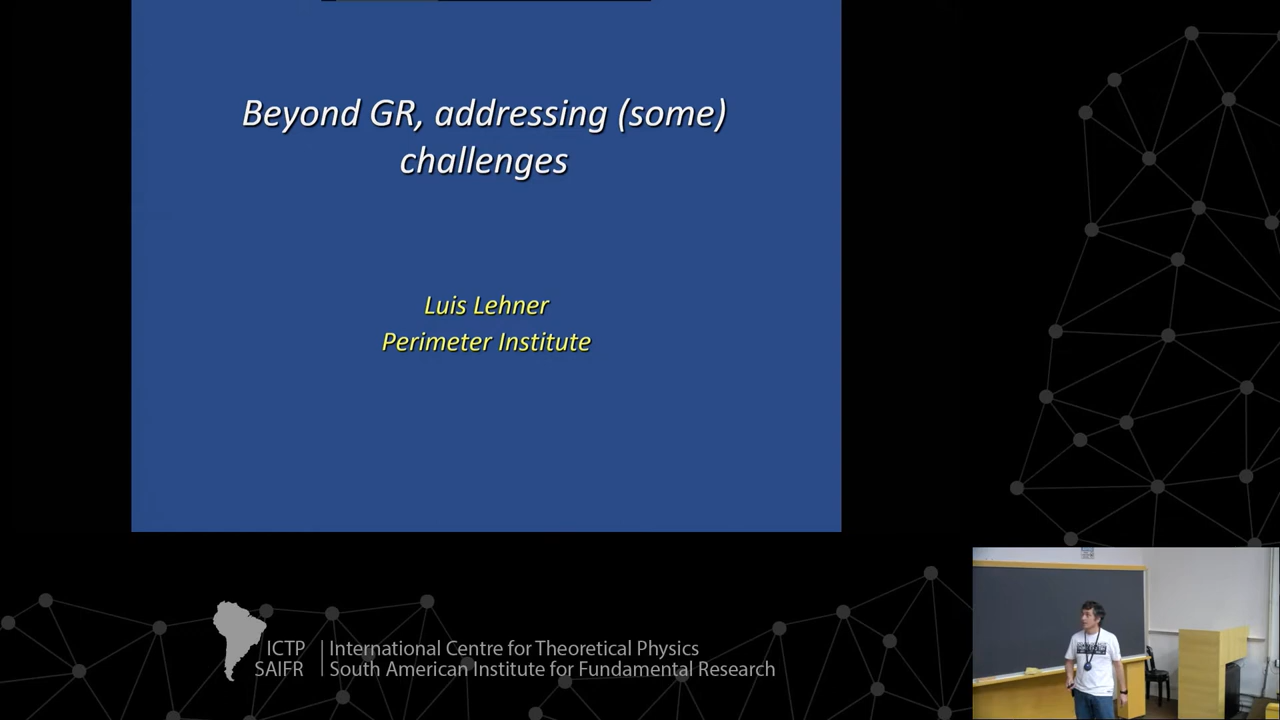 Beyond GR, addressing (some)
challenges
Luis Lehner
Perimeter Institute
ICTP
SAIFR
International Centre for Theoretical Physics
South American Institute for Fundamental Research